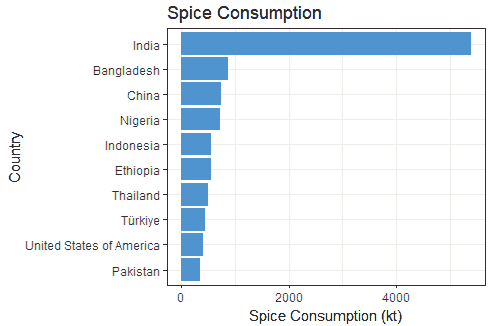 Spice Consumption
India
Bangladesh
China
Nigeria
Indonesia
Ethiopia
Thailand
Türkiye
United States of America
Pakistan
Country
0 2000 4000
Spice Consumption (kt)